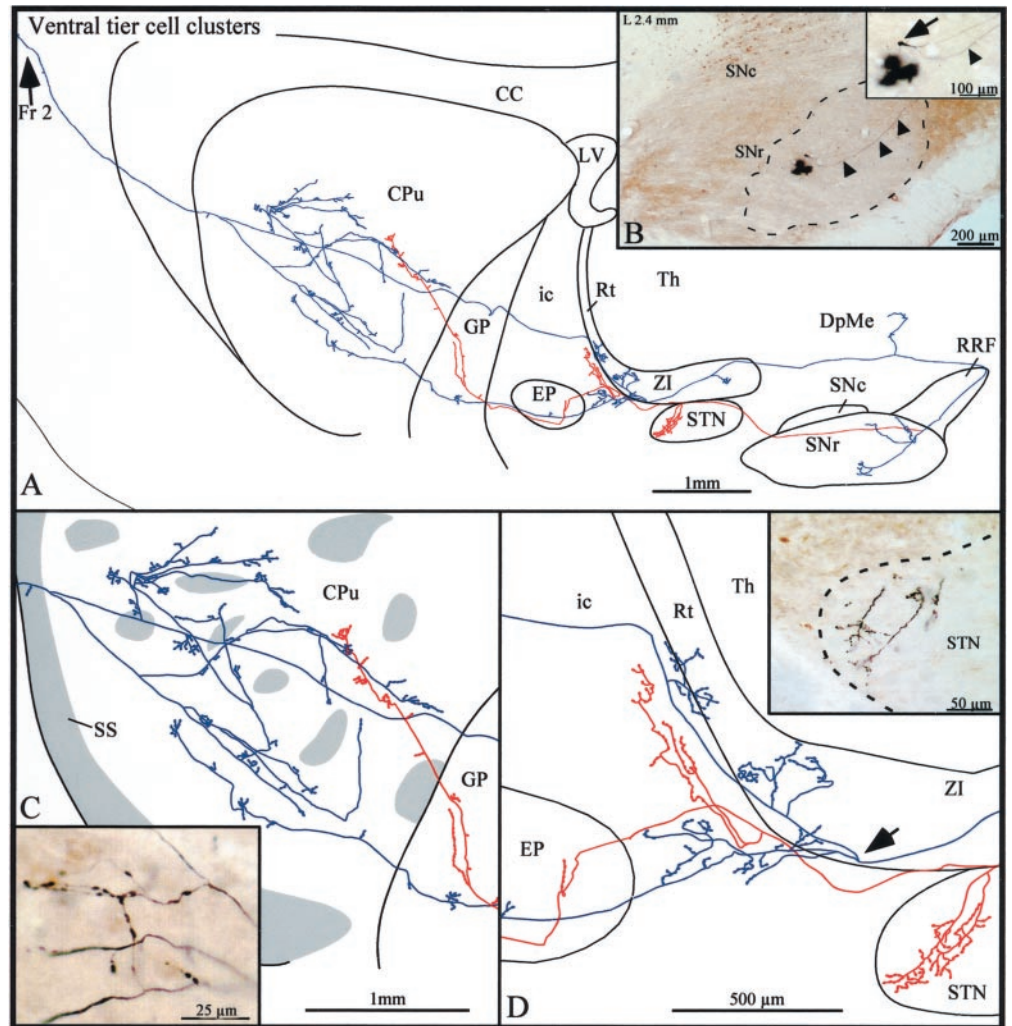 Ventral tier cell clusters
Fr 2
CC
LV
CPu
ic
Rt
Th
GP
EP
ZI
STN
DpMe
RRF
SNc
SNr
1mm
A
L 2.4 mm
SNc
SNr
100 µm
200 µm
B
CPu
SS
GP
C
25 µm
1mm
ic
Rt
Th
STN
50 µm
ZI
EP
STN
D
500 µm